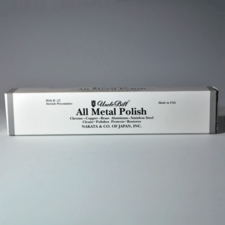 Uncle Bill
Made in USA
All Metal Polish
Chrome - Copper - Brass - Aluminum - Stainless Steel
Cleans - Polishes - Protects - Restores
NAKATA & CO. OF JAPAN, INC.